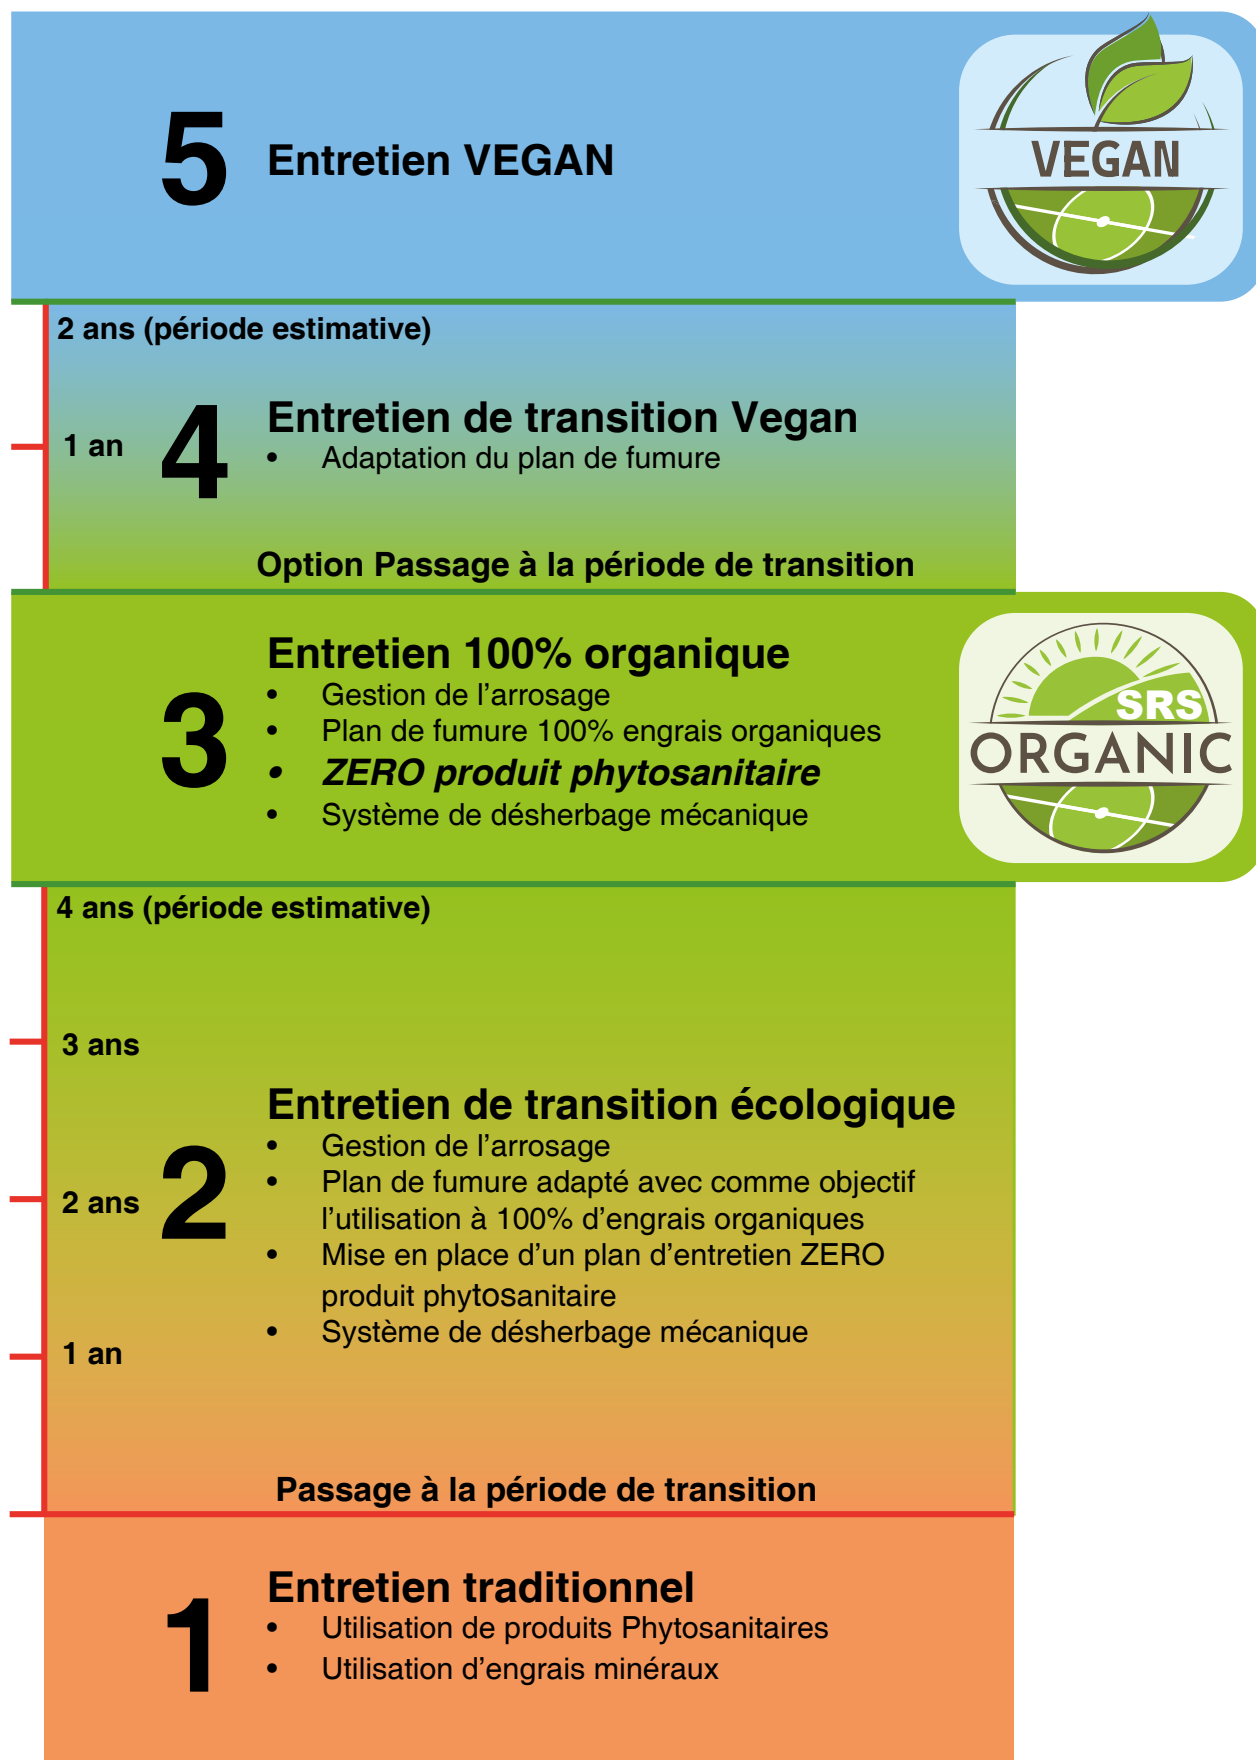 5 Entretien VEGAN
VEGAN
2 ans (période estimative)
1 an
4
Entretien de transition Vegan
• Adaptation du plan de fumure
Option Passage à la période de transition
3
Entretien 100% organique
• Gestion de l’arrosage
• Plan de fumure 100% engrais organiques
• ZERO produit phytosanitaire
• Système de désherbage mécanique
SRS
ORGANIC
4 ans (période estimative)
3 ans
2 ans
1 an
2
Entretien de transition écologique
• Gestion de l’arrosage
• Plan de fumure adapté avec comme objectif
l’utilisation à 100% d’engrais organiques
• Mise en place d’un plan d’entretien ZERO
produit phytosanitaire
• Système de désherbage mécanique
Passage à la période de transition
1
Entretien traditionnel
• Utilisation de produits Phytosanitaires
• Utilisation d’engrais minéraux